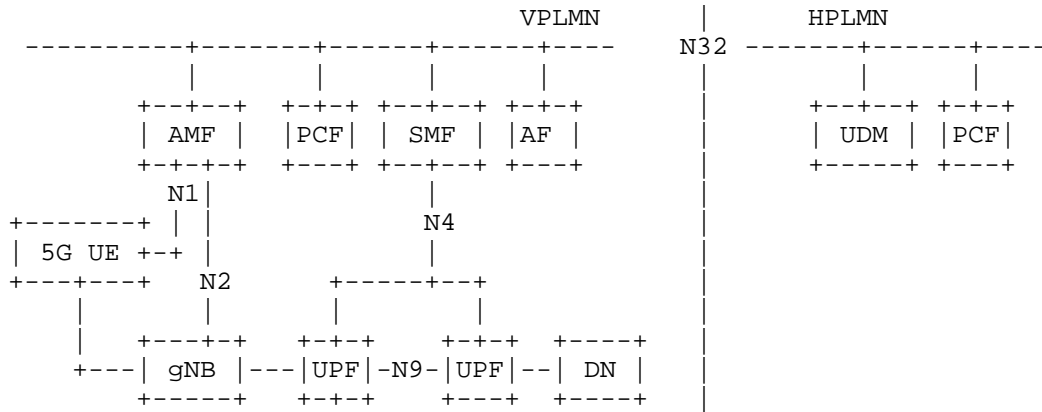 VPLMN | HPLMN
-----------+-------+------+------+---- N32 -------+------+----
| | | | | | |
+--+--+ +-+-+ +--+--+ +-+-+ | +--+--+ +-+-+
| AMF | |PCF| | SMF | |AF | | | UDM | |PCF|
+-+-+-+ +---+ +--+--+ +---+ | +-----+ +---+
N1| | |
+--------+ | | N4 |
| 5G UE +-+ | | |
+---+---+ N2 +-----+--+ |
| | | | |
| +---+-+ +-+-+ +-+-+ +----+ |
+---| gNB |---|UPF|-N9-|UPF|--| DN | |
+-----+ +-+-+ +---+ +----+ |